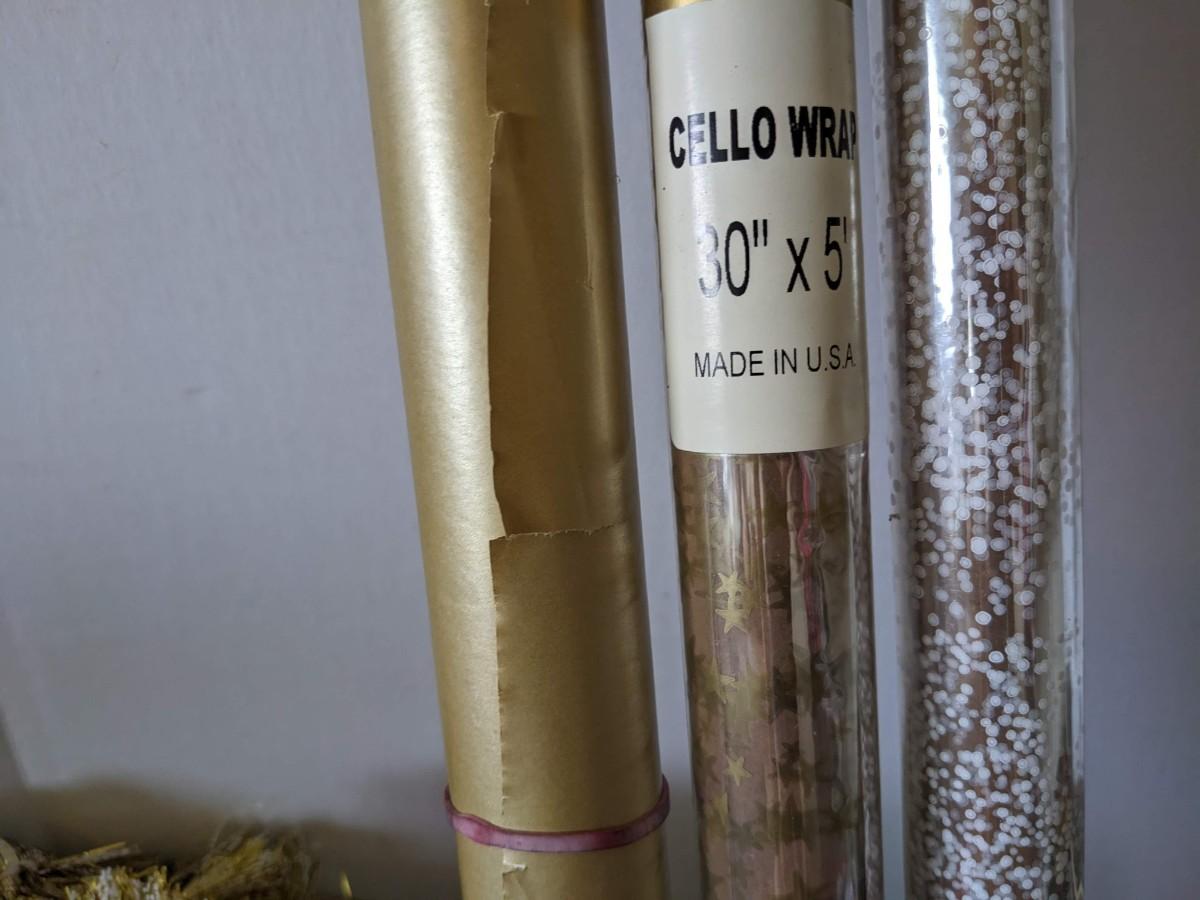 CELLO WRAP
30" x 5'
MADE IN U.S.A.